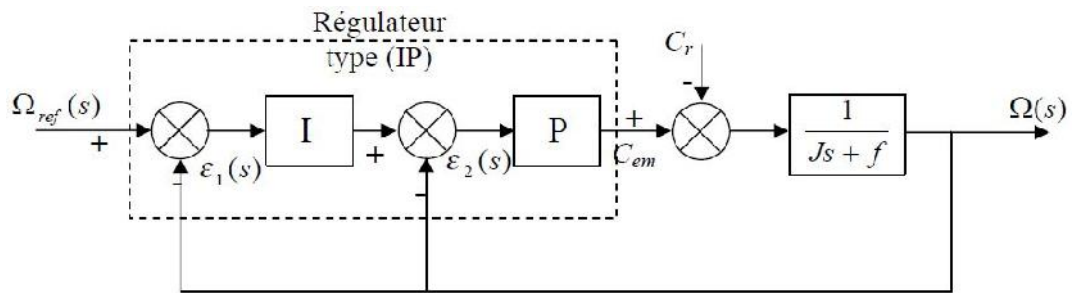 Régulateur
type (IP)
C_r
-
Ω_ref(s)
+
-
ε_1(s)
I
+
-
ε_2(s)
P
+
C_em
1
Js + f
Ω(s)